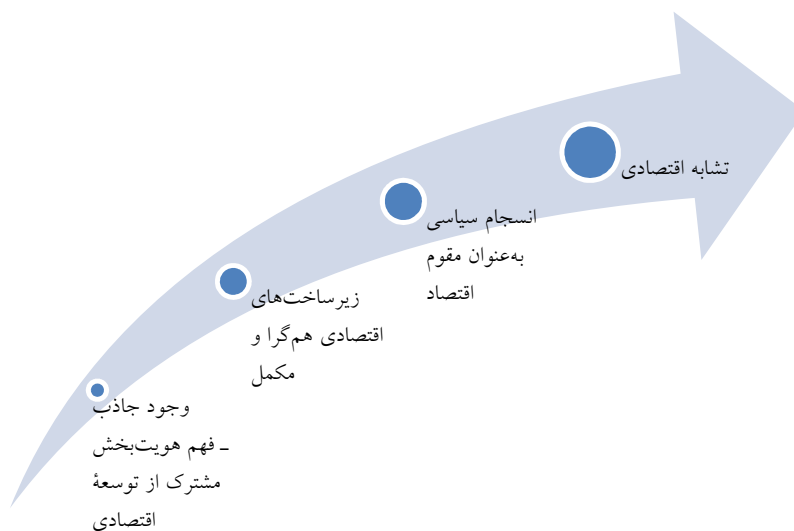 وجود جاذب
ـ فهم هویت‌بخش
مشترک از توسعۀ
اقتصادی
زیرساخت‌های
اقتصادی هم‌گرا و
مکمل
انسجام سیاسی
به‌عنوان مقوم
اقتصاد
تشابه اقتصادی